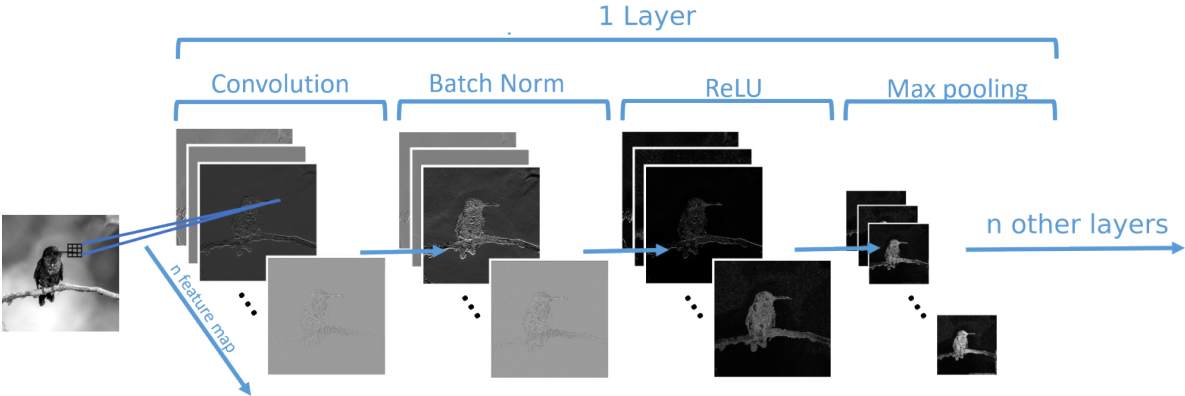 1 Layer
Convolution
Batch Norm
ReLU
Max pooling
n feature map
n other layers